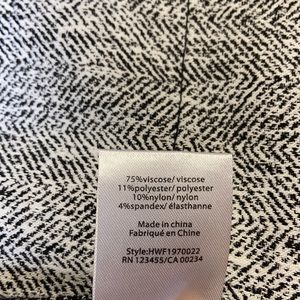 75%viscose/ viscose
11%polyester/ polyester
10%nylon/ nylon
4%spandex/ élasthanne
Made in china
Fabriqué en Chine
Style:HWF1970022
RN 123455/CA 00234